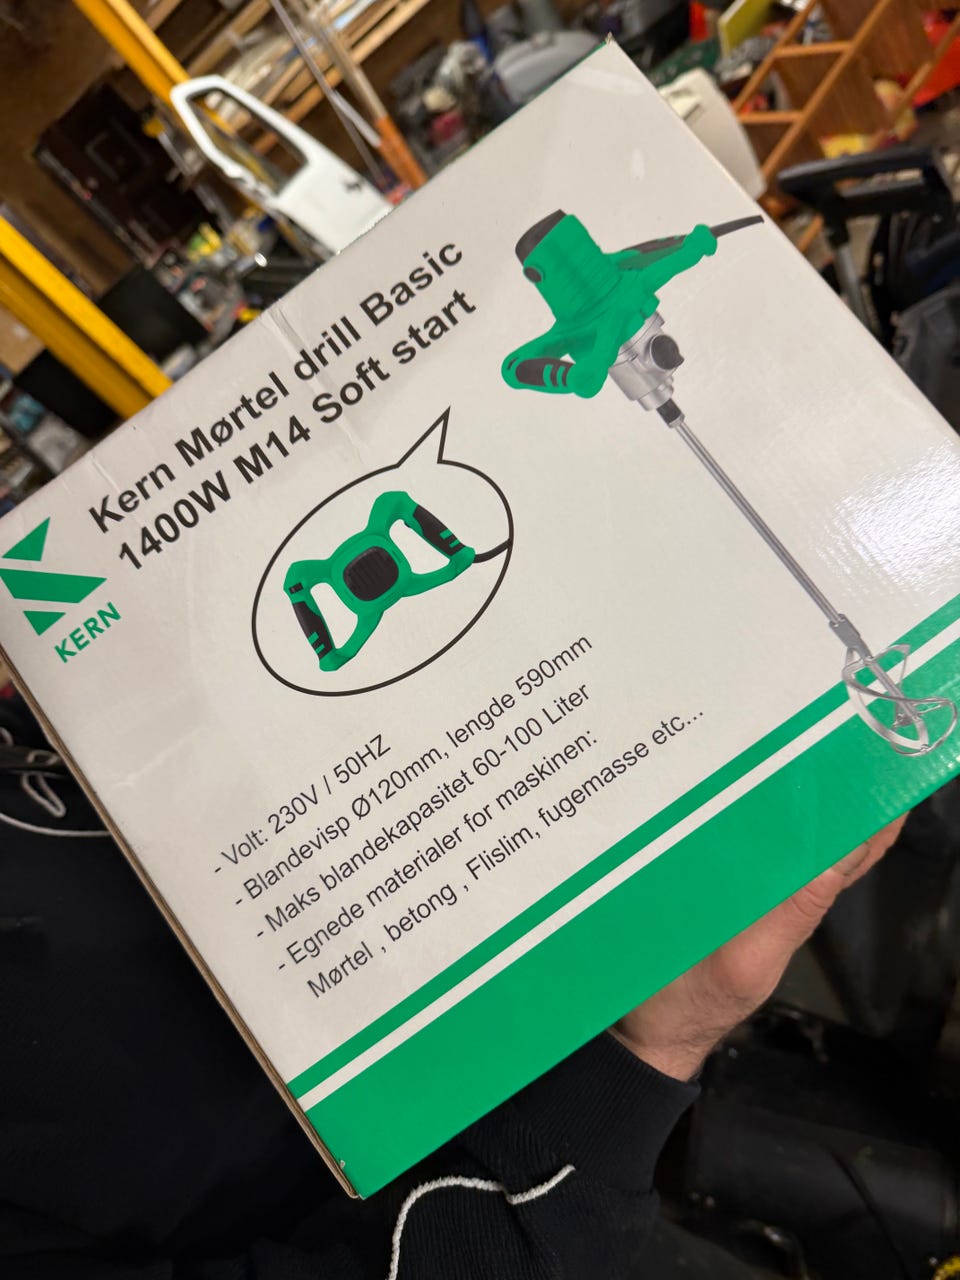 Kern Mørtel drill Basic
1400W M14 Soft start
KERN
- Volt: 230V / 50HZ
- Blandevisp Ø120mm, lengde 590mm
- Maks blandekapasitet 60-100 Liter
- Egnede materialer for maskinen:
Mørtel , betong , Flislim, fugemasse etc...